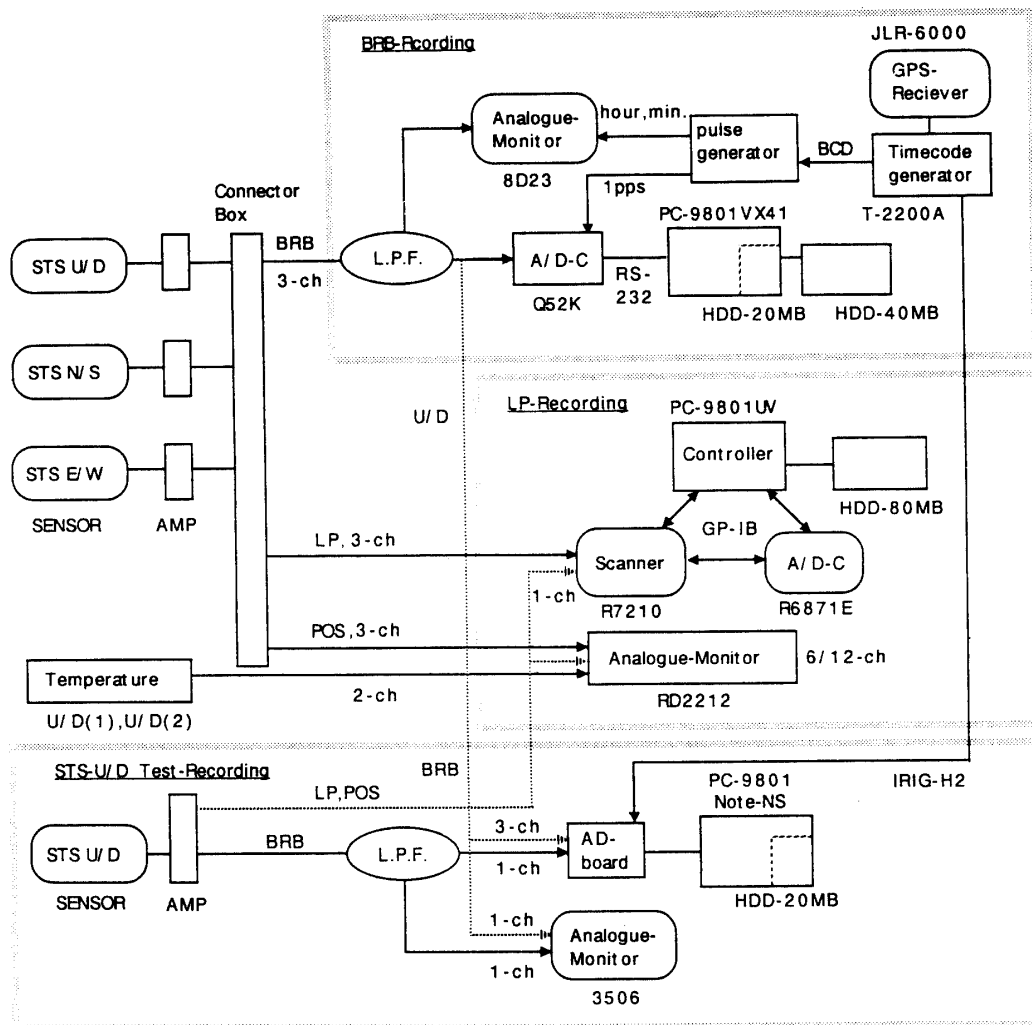 BRB-Rcording
JLR-6000
GPS-
Reciever
Analogue-
Monitor
8D23
hour,min.
pulse
generator
BCD
Timecode
generator
T-2200A
1pps
Connector
Box
PC-9801VX41
STS U/D
BRB
3-ch
L.P.F.
A/D-C
Q52K
RS-
232
HDD-20MB
HDD-40MB
STS N/S
U/D
LP-Recording
PC-9801UV
Controller
HDD-80MB
STS E/W
SENSOR
AMP
LP,3-ch
GP-IB
Scanner
A/D-C
1-ch
R7210
R6871E
POS,3-ch
Analogue-Monitor
6/12-ch
RD2212
Temperature
2-ch
U/D(1),U/D(2)
STS-U/D Test-Recording
BRB
LP,POS
PC-9801
Note-NS
IRIG-H2
STS U/D
BRB
L.P.F.
3-ch
1-ch
AD-
board
SENSOR
AMP
HDD-20MB
1-ch
Analogue-
Monitor
1-ch
3506